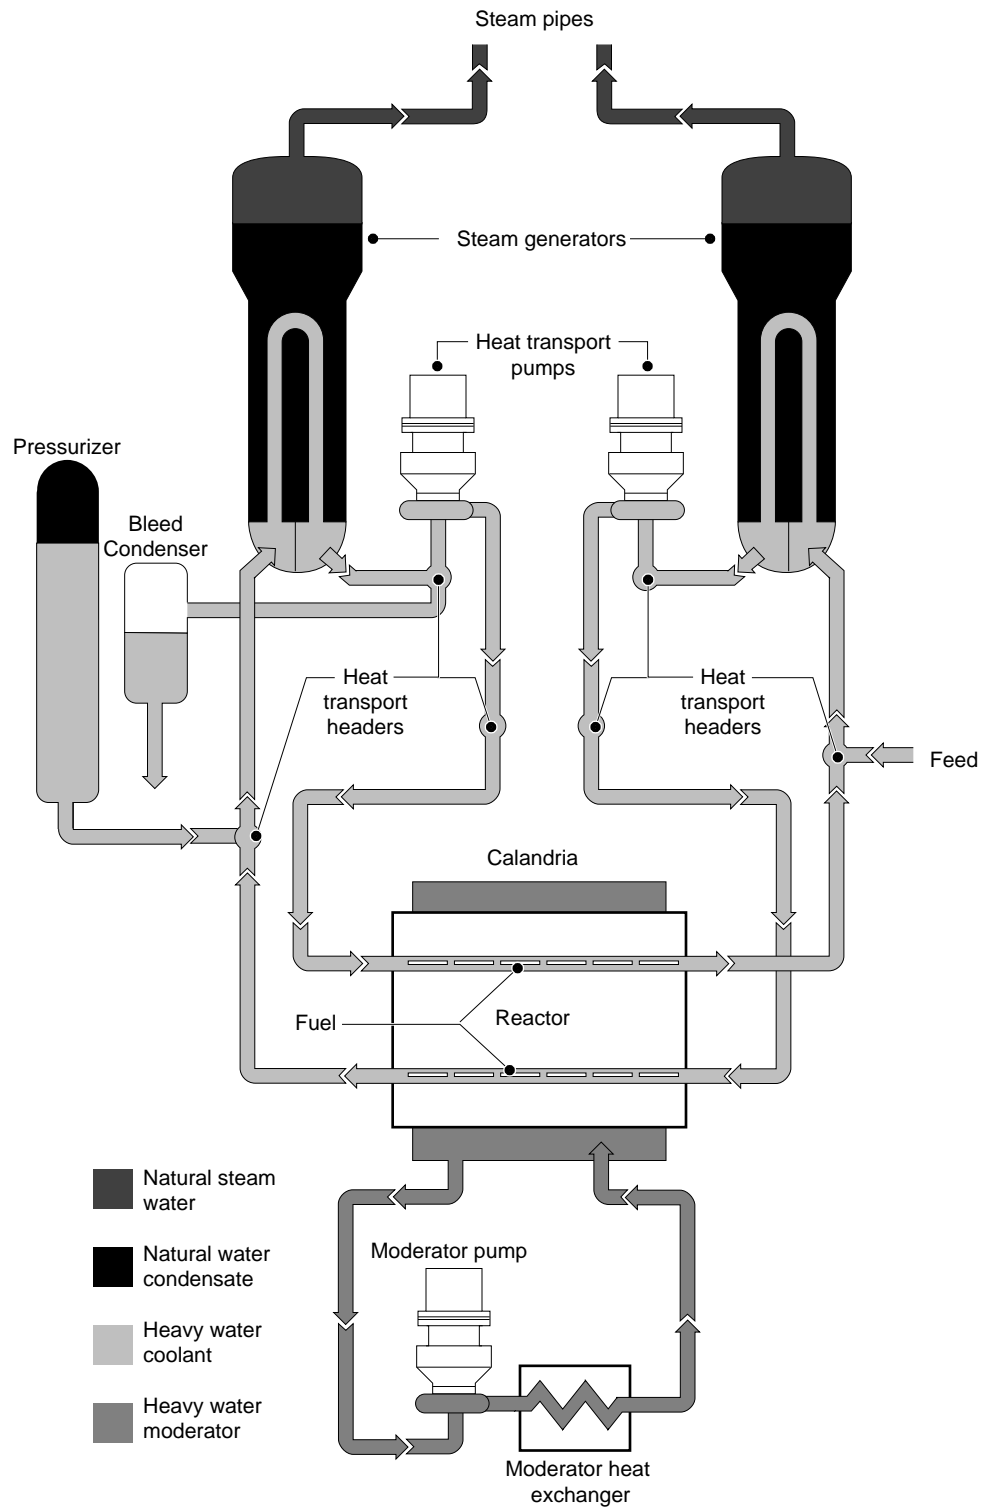 Steam pipes
Steam generators
Heat transport
pumps
Pressurizer
Bleed
Condenser
Heat
transport
headers
Heat
transport
headers
Feed
Calandria
Fuel
Reactor
Natural steam
water
Natural water
condensate
Heavy water
coolant
Heavy water
moderator
Moderator pump
Moderator heat
exchanger